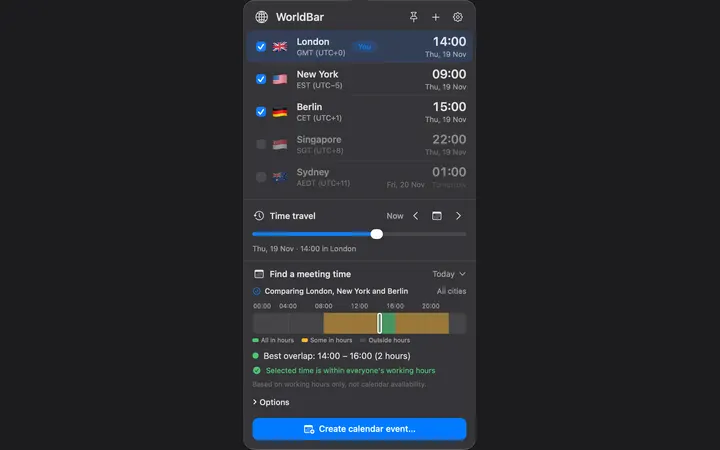 WorldBar
London
You
14:00
GMT (UTC+0)
Thu, 19 Nov
New York
09:00
EST (UTC−5)
Thu, 19 Nov
Berlin
15:00
CET (UTC+1)
Thu, 19 Nov
Singapore
22:00
SGT (UTC+8)
Thu, 19 Nov
Sydney
01:00
AEDT (UTC+11)
Fri, 20 Nov Tomorrow
Time travel
Now
Thu, 19 Nov · 14:00 in London
Find a meeting time
Today
Comparing London, New York and Berlin
All cities
00:00 04:00 08:00 12:00 16:00 20:00
All in hours Some in hours Outside hours
Best overlap: 14:00 – 16:00 (2 hours)
Selected time is within everyone's working hours
Based on working hours only, not calendar availability.
Options
Create calendar event...